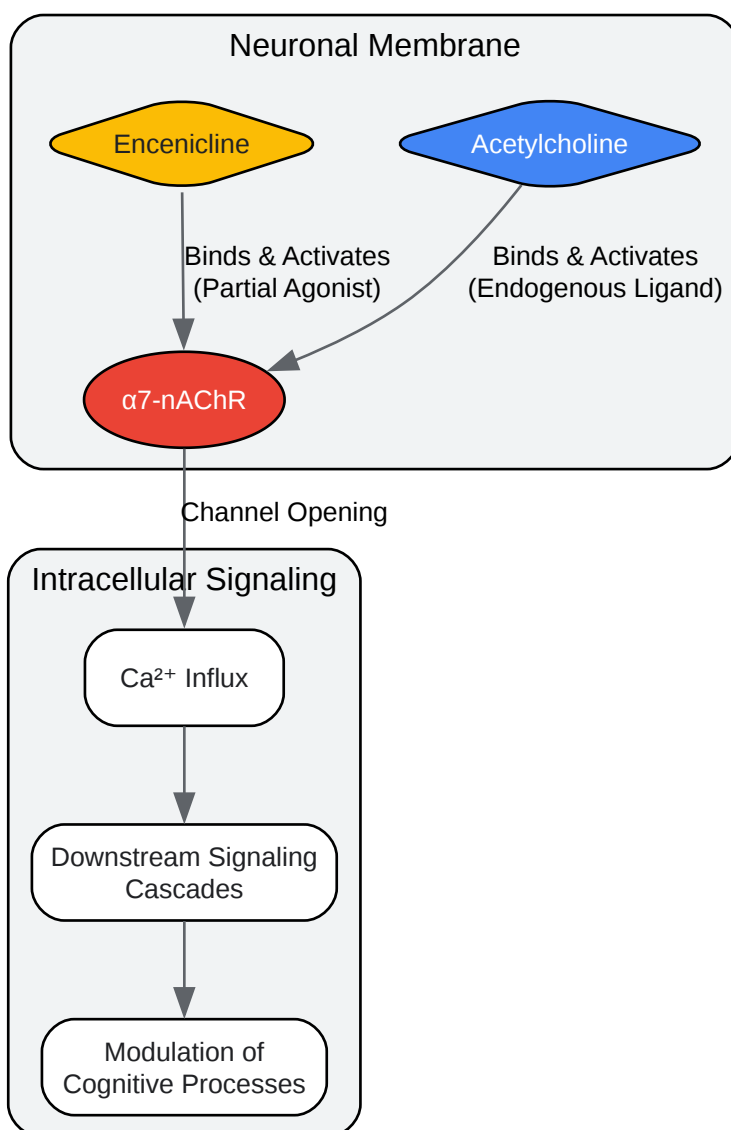 Neuronal Membrane
Encenicline
Acetylcholine
Binds & Activates
(Partial Agonist)
Binds & Activates
(Endogenous Ligand)
α7-nAChR
Channel Opening
Intracellular Signaling
Ca²⁺ Influx
Downstream Signaling
Cascades
Modulation of
Cognitive Processes